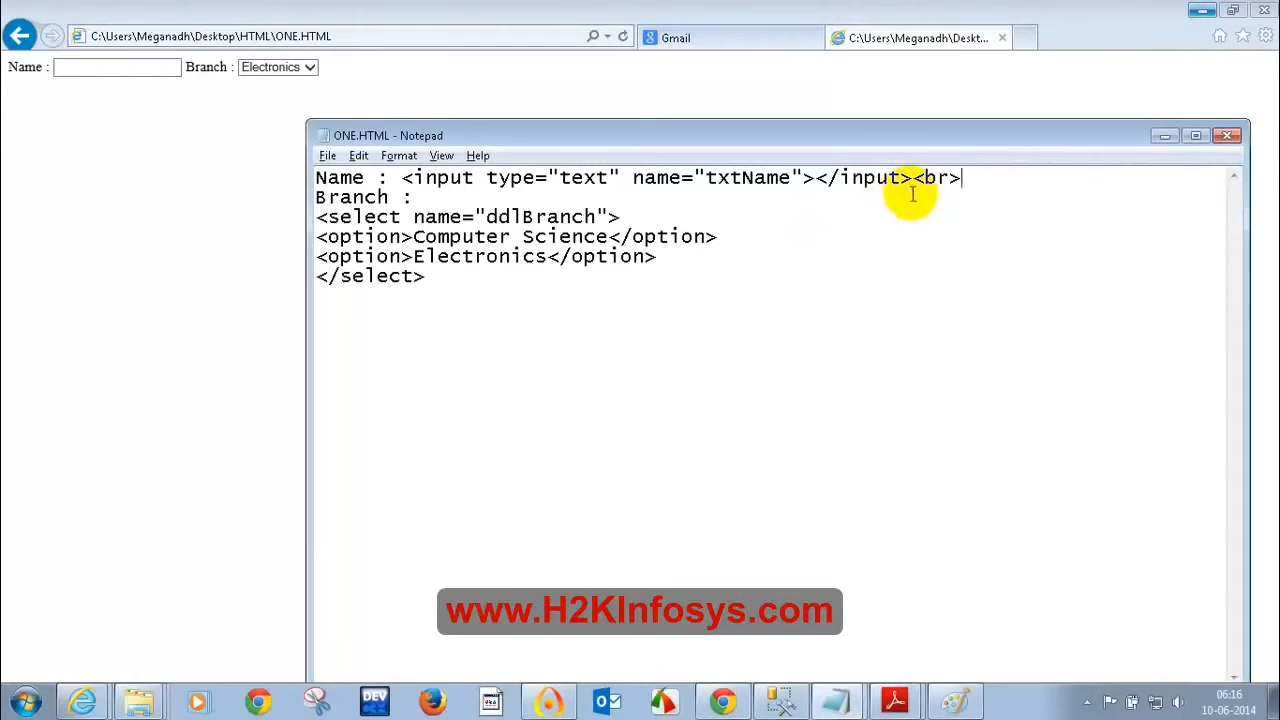 C:\Users\Meganadh\Desktop\HTML\ONE.HTML
Gmail
C:\Users\Meganadh\Deskt...
Name :
Branch :
Electronics
ONE.HTML - Notepad
File Edit Format View Help
Name : <input type="text" name="txtName"></input><br>
Branch :
<select name="ddlBranch">
<option>Computer Science</option>
<option>Electronics</option>
</select>
www.H2KInfosys.com
DEV
06:16
10-06-2014